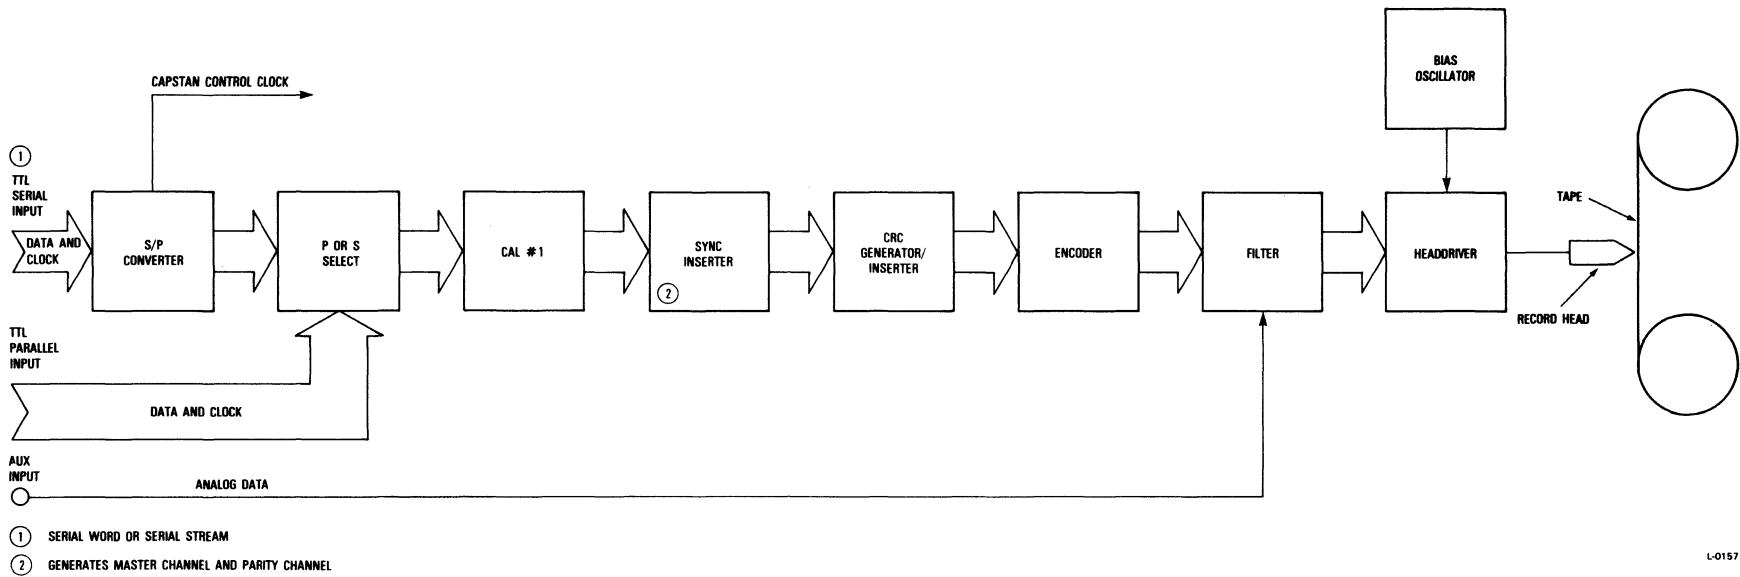 BIAS
OSCILLATOR
CAPSTAN CONTROL CLOCK
1
TTL
SERIAL
INPUT
DATA AND
CLOCK
S/P
CONVERTER
P OR S
SELECT
CAL #1
SYNC
INSERTER
2
CRC
GENERATOR/
INSERTER
ENCODER
FILTER
HEADDRIVER
TAPE
RECORD HEAD
TTL
PARALLEL
INPUT
DATA AND CLOCK
AUX
INPUT
ANALOG DATA
1 SERIAL WORD OR SERIAL STREAM
2 GENERATES MASTER CHANNEL AND PARITY CHANNEL
L-0157